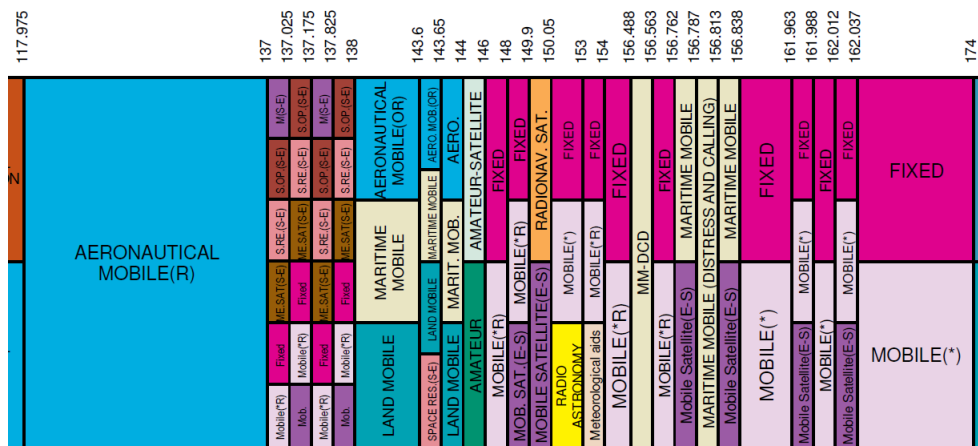 117.975
137
137.025
137.175
137.825
138
143.6
143.65
144
146
148
149.9
150.05
153
154
156.488
156.563
156.762
156.787
156.813
156.838
161.963
161.988
162.012
162.037
174
AERONAUTICAL
MOBILE(R)
M(S-E)
S.OP.(S-E)
S.RE.(S-E)
ME.SAT(S-E)
Fixed
Mobile(*R)
S.OP.(S-E)
S.RE.(S-E)
ME.SAT(S-E)
Fixed
Mobile(*R)
Mob.
M(S-E)
S.OP.(S-E)
S.RE.(S-E)
ME.SAT(S-E)
Fixed
Mobile(*R)
S.OP.(S-E)
S.RE.(S-E)
ME.SAT(S-E)
Fixed
Mobile(*R)
Mob.
AERONAUTICAL
MOBILE(OR)
MARITIME
MOBILE
LAND MOBILE
AERO. MOB.(OR)
MARITIME MOBILE
LAND MOBILE
SPACE RES.(S-E)
AERO.
MARIT. MOB.
LAND MOBILE
AMATEUR-SATELLITE
AMATEUR
FIXED
MOBILE(*R)
FIXED
MOBILE(*R)
MOB. SAT.(E-S)
RADIONAV. SAT.
MOBILE SATELLITE(E-S)
FIXED
MOBILE(*)
RADIO
ASTRONOMY
FIXED
MOBILE(*R)
Meteorological aids
FIXED
MOBILE(*R)
MM-DCD
FIXED
MOBILE(*R)
MARITIME MOBILE
Mobile Satellite(E-S)
MARITIME MOBILE (DISTRESS AND CALLING)
MARITIME MOBILE
Mobile Satellite(E-S)
FIXED
MOBILE(*)
FIXED
MOBILE(*)
Mobile Satellite(E-S)
FIXED
MOBILE(*)
FIXED
MOBILE(*)
Mobile Satellite(E-S)
FIXED
MOBILE(*)